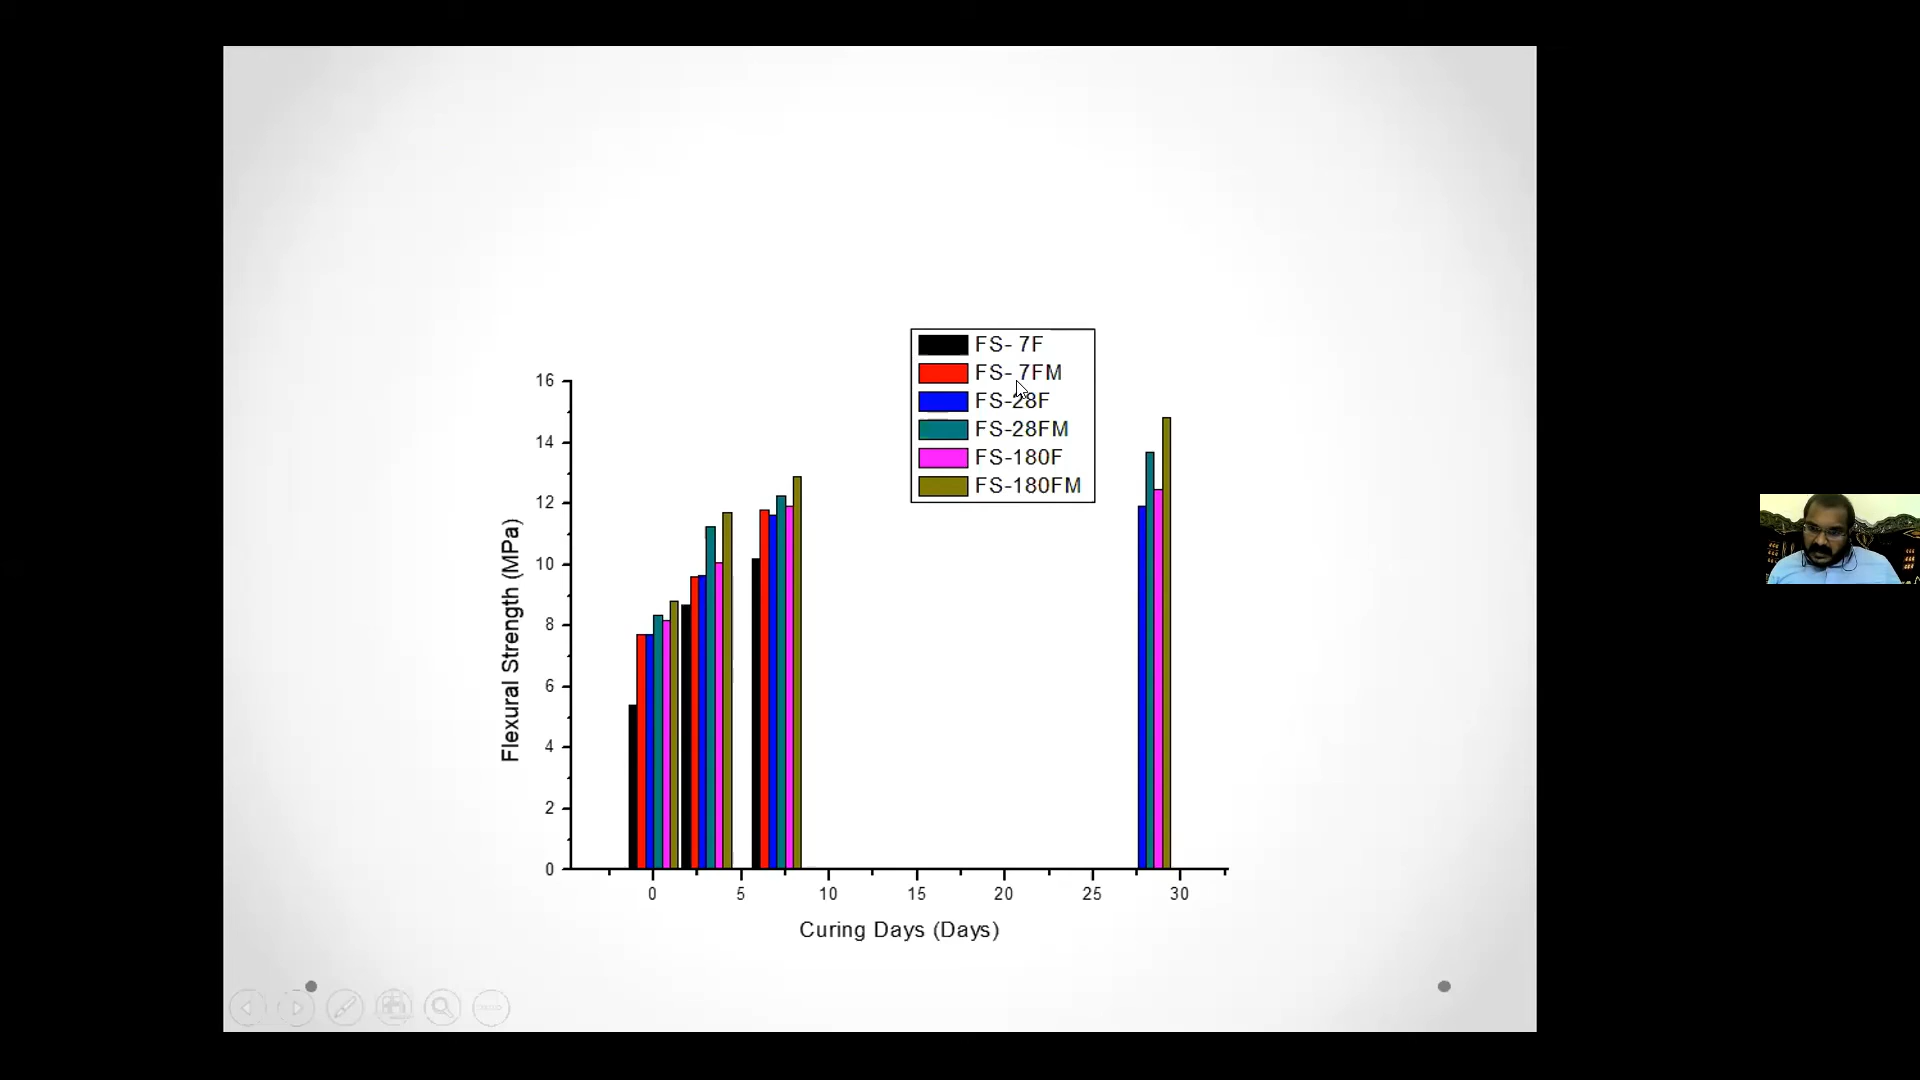 FS- 7F
FS- 7FM
FS-28F
FS-28FM
FS-180F
FS-180FM
16
14
12
10
8
6
4
2
0
Flexural Strength (MPa)
0 5 10 15 20 25 30
Curing Days (Days)